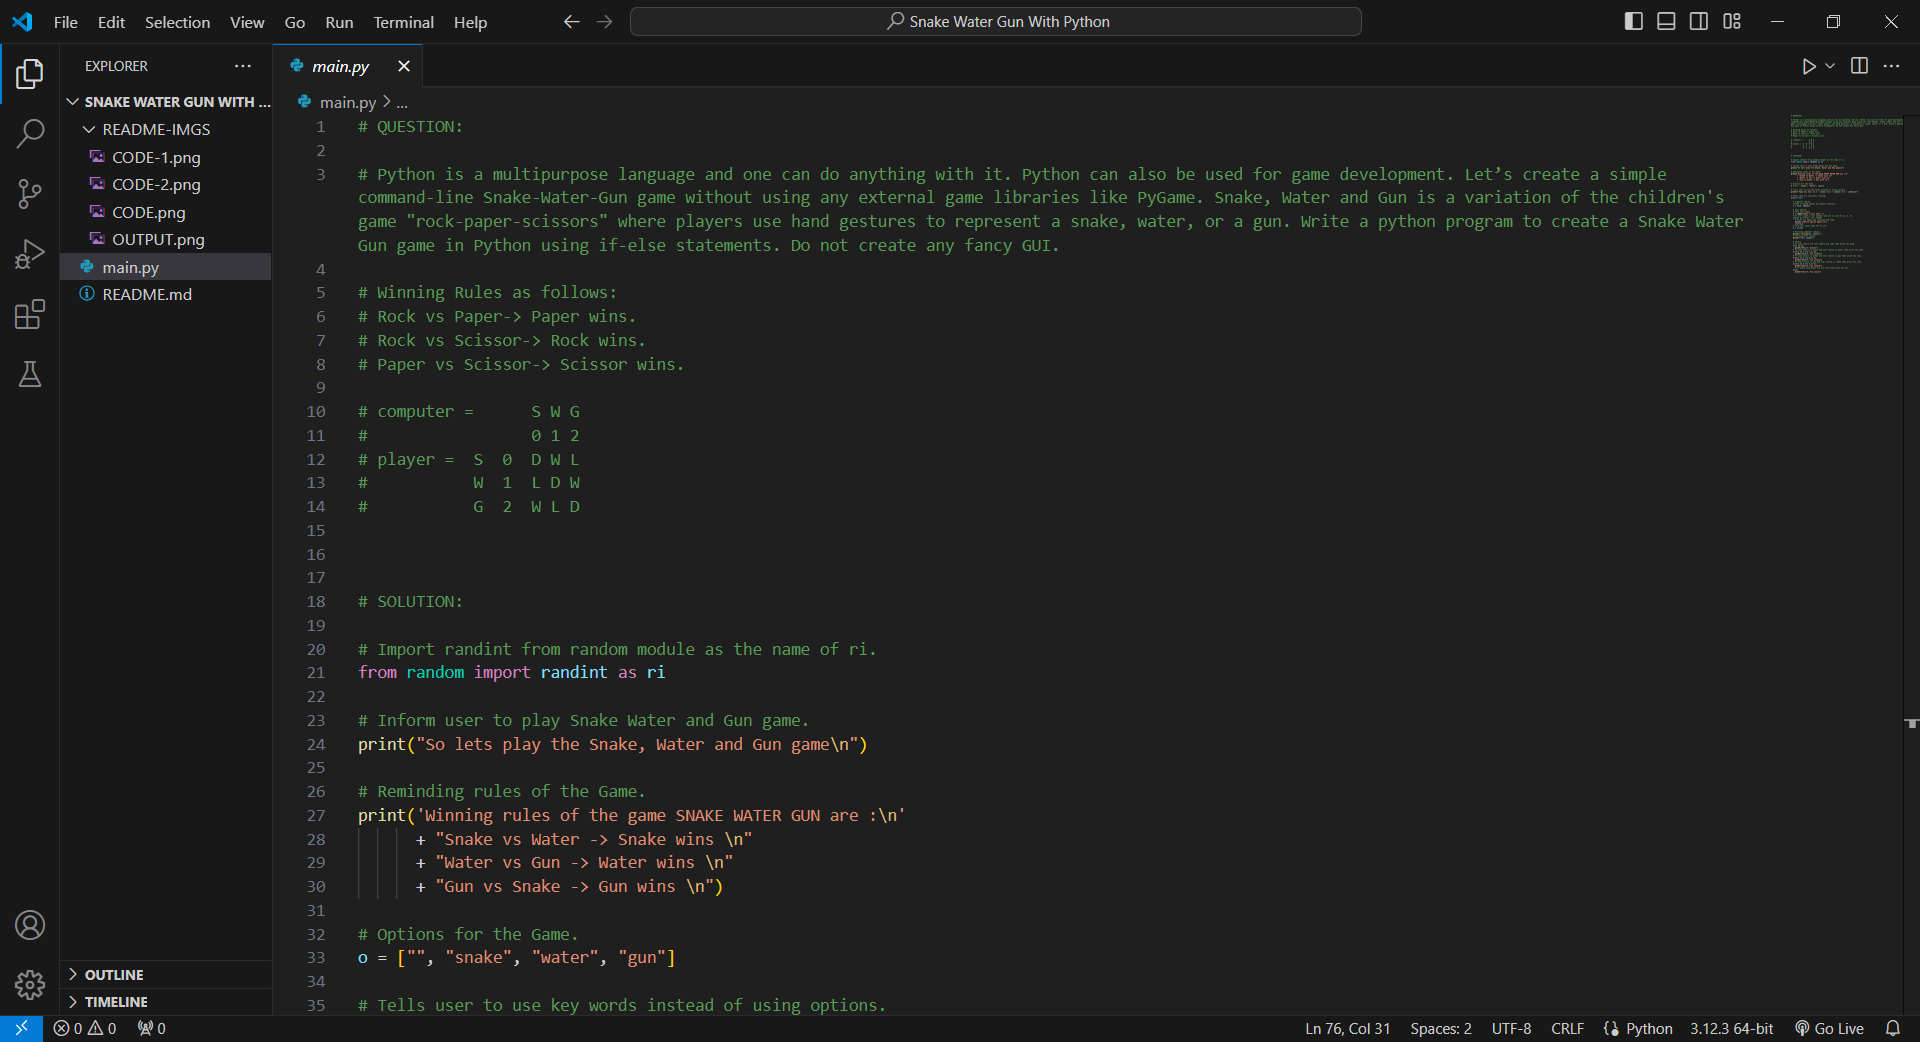 File Edit Selection View Go Run Terminal Help
Snake Water Gun With Python
EXPLORER
SNAKE WATER GUN WITH ...
README-IMGS
CODE-1.png
CODE-2.png
CODE.png
OUTPUT.png
main.py
README.md
OUTLINE
TIMELINE
main.py
main.py > ...
1 # QUESTION:
2
3 # Python is a multipurpose language and one can do anything with it. Python can also be used for game development. Let’s create a simple
command-line Snake-Water-Gun game without using any external game libraries like PyGame. Snake, Water and Gun is a variation of the children's
game "rock-paper-scissors" where players use hand gestures to represent a snake, water, or a gun. Write a python program to create a Snake Water
Gun game in Python using if-else statements. Do not create any fancy GUI.
4
5 # Winning Rules as follows:
6 # Rock vs Paper-> Paper wins.
7 # Rock vs Scissor-> Rock wins.
8 # Paper vs Scissor-> Scissor wins.
9
10 # computer =      S W G
11 #                 0 1 2
12 # player =  S  0  D W L
13 #           W  1  L D W
14 #           G  2  W L D
15
16
17
18 # SOLUTION:
19
20 # Import randint from random module as the name of ri.
21 from random import randint as ri
22
23 # Inform user to play Snake Water and Gun game.
24 print("So lets play the Snake, Water and Gun game\n")
25
26 # Reminding rules of the Game.
27 print('Winning rules of the game SNAKE WATER GUN are :\n'
28       + "Snake vs Water -> Snake wins \n"
29       + "Water vs Gun -> Water wins \n"
30       + "Gun vs Snake -> Gun wins \n")
31
32 # Options for the Game.
33 o = ["", "snake", "water", "gun"]
34
35 # Tells user to use key words instead of using options.
0 0 0
Ln 76, Col 31 Spaces: 2 UTF-8 CRLF Python 3.12.3 64-bit Go Live